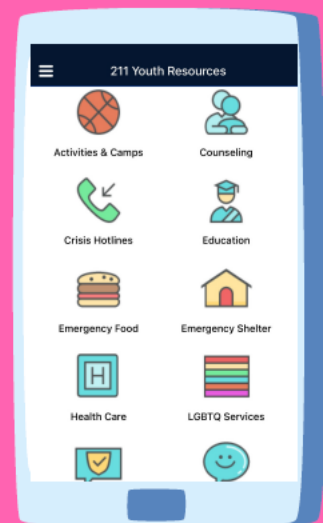 211 Youth Resources
Activities & Camps
Counseling
Crisis Hotlines
Education
Emergency Food
Emergency Shelter
H
Health Care
LGBTQ Services